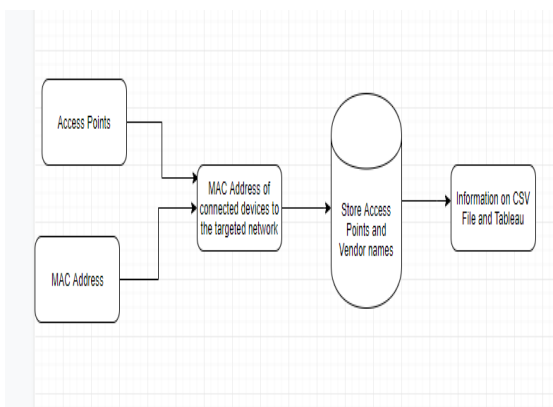 Access Points
MAC Address
MAC Address of
connected devices to
the targeted network
Store Access
Points and
Vendor names
Information on CSV
File and Tableau